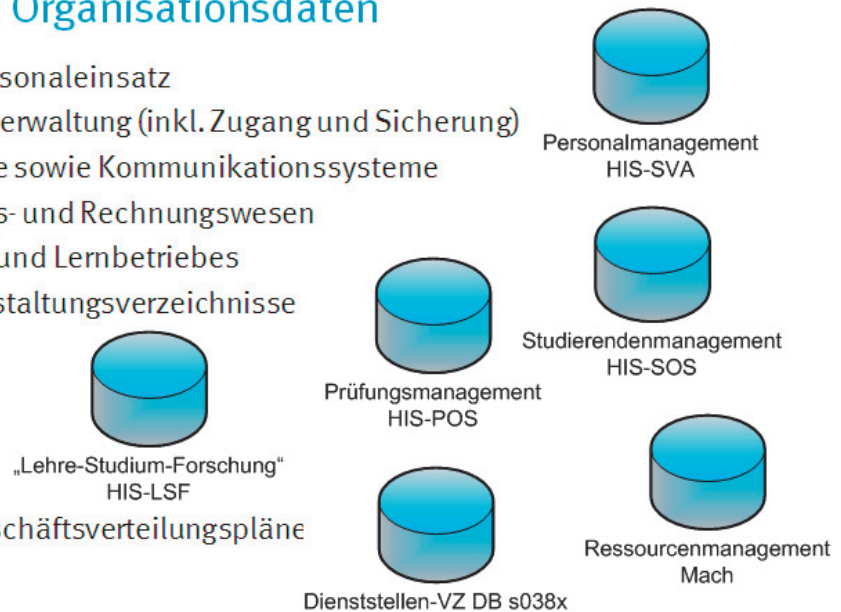 Organisationsdaten
sonaleinsatz
erwaltung (inkl. Zugang und Sicherung)
e sowie Kommunikationssysteme
s- und Rechnungswesen
und Lernbetriebes
staltungsverzeichnisse
Personalmanagement
HIS-SVA
Studierendenmanagement
HIS-SOS
Prüfungsmanagement
HIS-POS
„Lehre-Studium-Forschung“
HIS-LSF
schäftsverteilungspläne
Ressourcenmanagement
Mach
Dienststellen-VZ DB s038x